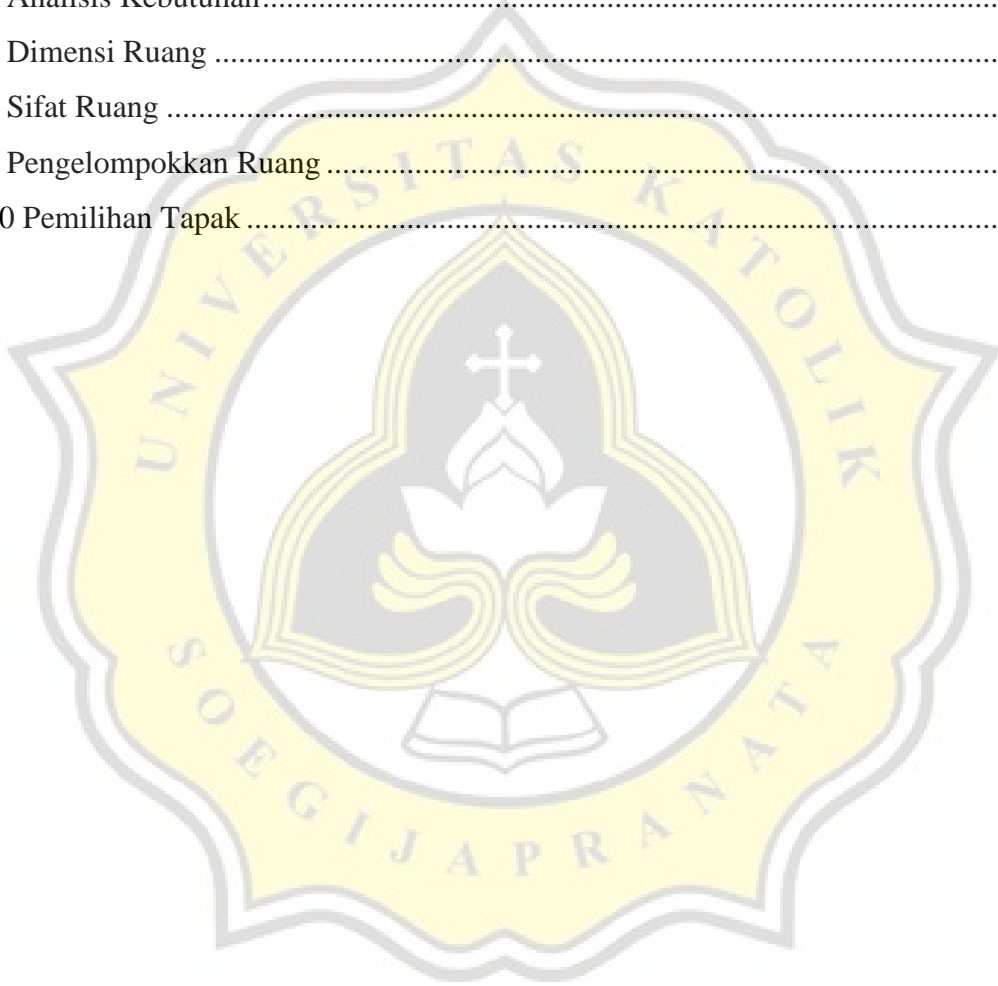 Analisis Kebutuhan..............................................................................................
Dimensi Ruang ....................................................................................................
Sifat Ruang ..........................................................................................................
Pengelompokkan Ruang ......................................................................................
0 Pemilihan Tapak ................................................................................................
UNIVERSITAS KATOLIK
SOEGIJAPRANATA